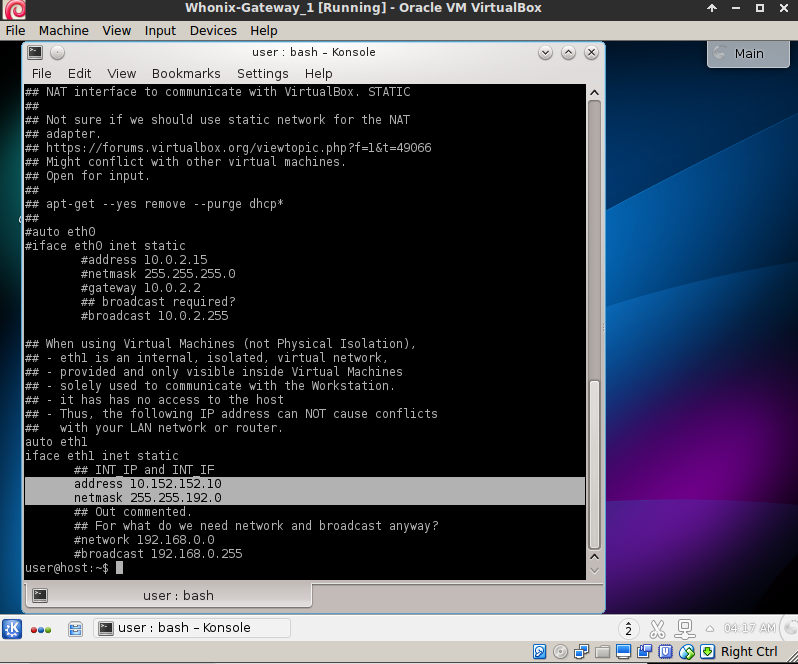 Whonix-Gateway_1 [Running] - Oracle VM VirtualBox
File Machine View Input Devices Help
user : bash – Konsole
Main
File Edit View Bookmarks Settings Help
## NAT interface to communicate with VirtualBox. STATIC
##
## Not sure if we should use static network for the NAT
## adapter.
## https://forums.virtualbox.org/viewtopic.php?f=1&t=49066
## Might conflict with other virtual machines.
## Open for input.
##
## apt-get --yes remove --purge dhcp*
##
#auto eth0
#iface eth0 inet static
#address 10.0.2.15
#netmask 255.255.255.0
#gateway 10.0.2.2
## broadcast required?
#broadcast 10.0.2.255
## When using Virtual Machines (not Physical Isolation),
## - eth1 is an internal, isolated, virtual network,
## - provided and only visible inside Virtual Machines
## - solely used to communicate with the Workstation.
## - it has has no access to the host
## - Thus, the following IP address can NOT cause conflicts
## with your LAN network or router.
auto eth1
iface eth1 inet static
## INT_IP and INT_IF
address 10.152.152.10
netmask 255.255.192.0
## Out commented.
## For what do we need network and broadcast anyway?
#network 192.168.0.0
#broadcast 192.168.0.255
user@host:~$
user : bash
user : bash – Konsole
2
04:17 AM
Right Ctrl